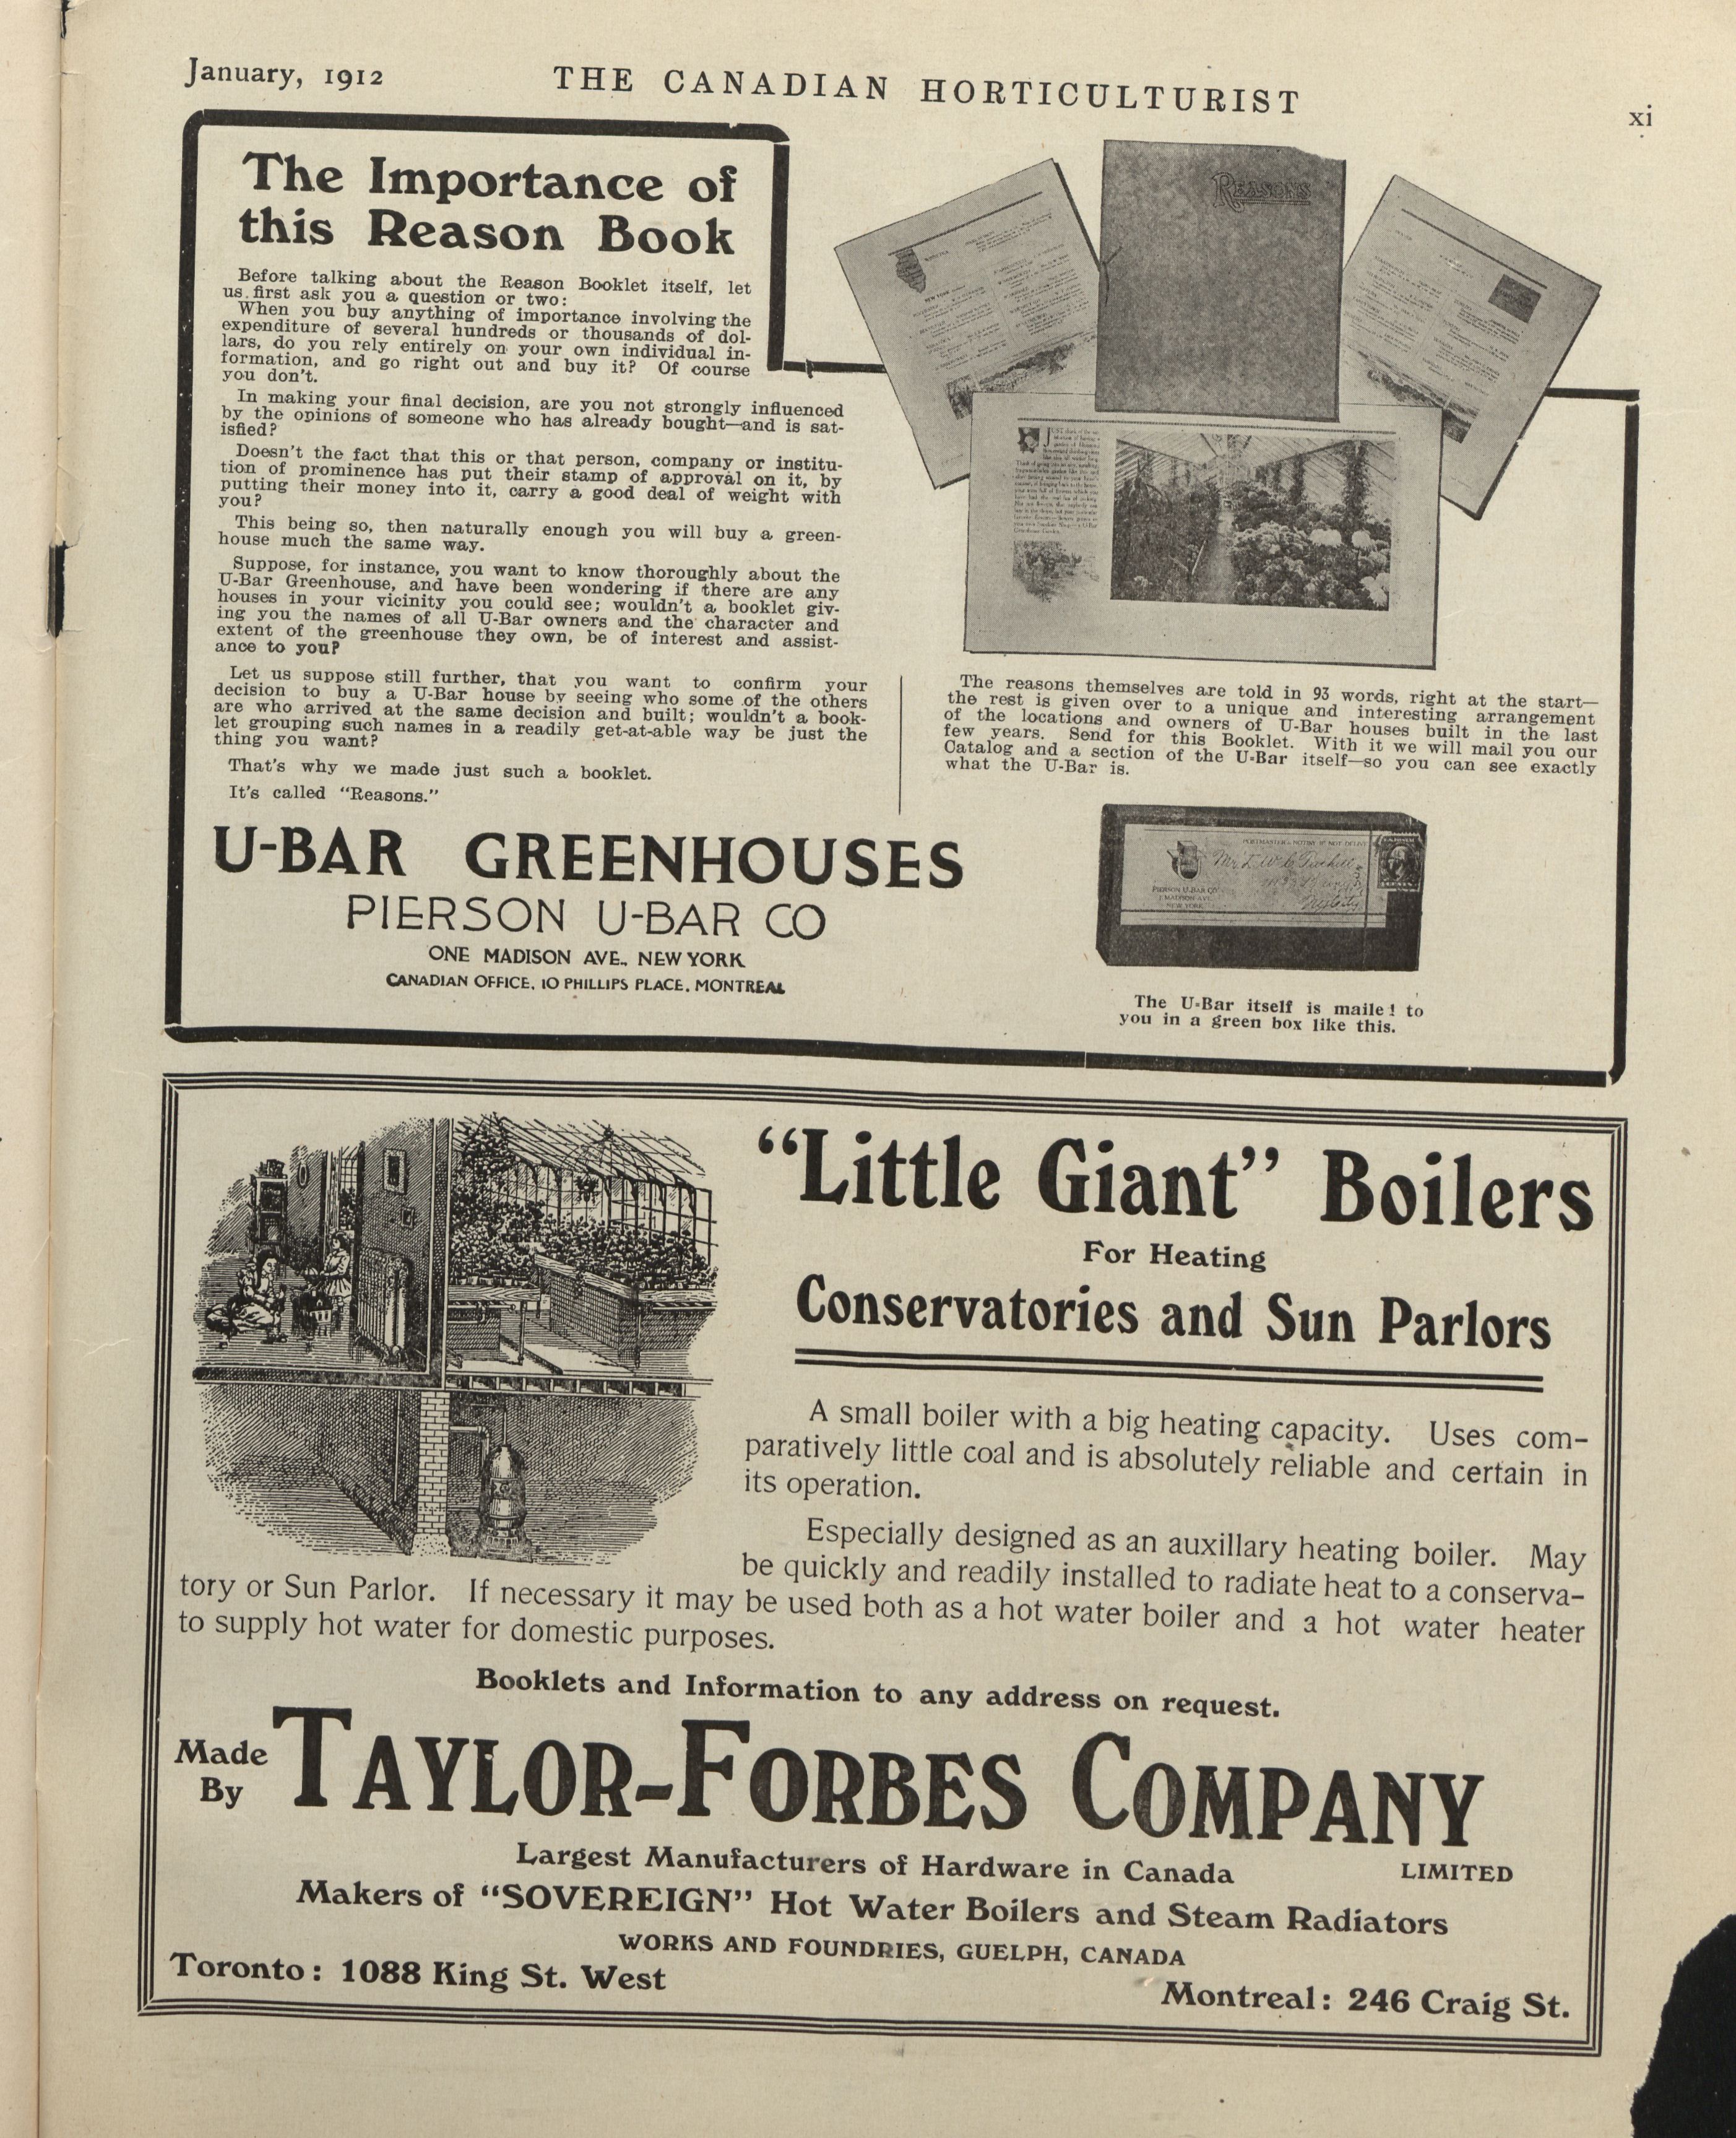 January, 1912
THE CANADIAN HORTICULTURIST
xi
The Importance of
this Reason Book
Before talking about the Reason Booklet itself, let
us first ask you a question or two:
When you buy anything of importance involving the
expenditure of several hundreds or thousands of dol-
lars, do you rely entirely on your own individual in-
formation, and go right out and buy it? Of course
you don't.
In making your final decision, are you not strongly influenced
by the opinions of someone who has already bought—and is sat-
isfied?
Doesn't the fact that this or that person, company or institu-
tion of prominence has put their stamp of approval on it, by
putting their money into it, carry a good deal of weight with
you?
This being so, then naturally enough you will buy a green-
house much the same way.
Suppose, for instance, you want to know thoroughly about the
U-Bar Greenhouse, and have been wondering if there are any
houses in your vicinity you could see; wouldn't a booklet giv-
ing you the names of all U-Bar owners and the character and
extent of the greenhouse they own, be of interest and assist-
ance to you?
Let us suppose still further, that you want to confirm your
decision to buy a U-Bar house by seeing who some of the others
are who arrived at the same decision and built; wouldn't a book-
let grouping such names in a readily get-at-able way be just the
thing you want?
That's why we made just such a booklet.
It's called "Reasons."
REASONS
The reasons themselves are told in 93 words, right at the start—
the rest is given over to a unique and interesting arrangement
of the locations and owners of U-Bar houses built in the last
few years. Send for this Booklet. With it we will mail you our
Catalog and a section of the U-Bar itself—so you can see exactly
what the U-Bar is.
U-BAR GREENHOUSES
PIERSON U-BAR CO
ONE MADISON AVE., NEW YORK
CANADIAN OFFICE, 10 PHILLIPS PLACE, MONTREAL
POSTMASTER: NOTIFY IF NOT DELIV
PIERSON U-BAR CO
1 MADISON AVE.
NEW YORK
The U-Bar itself is maile! to
you in a green box like this.
"Little Giant" Boilers
For Heating
Conservatories and Sun Parlors
A small boiler with a big heating capacity. Uses com-
paratively little coal and is absolutely reliable and certain in
its operation.
Especially designed as an auxillary heating boiler. May
be quickly and readily installed to radiate heat to a conserva-
tory or Sun Parlor. If necessary it may be used both as a hot water boiler and a hot water heater
to supply hot water for domestic purposes.
Booklets and Information to any address on request.
Made
By
TAYLOR-FORBES COMPANY
LIMITED
Largest Manufacturers of Hardware in Canada
Makers of "SOVEREIGN" Hot Water Boilers and Steam Radiators
WORKS AND FOUNDRIES, GUELPH, CANADA
Toronto: 1088 King St. West
Montreal: 246 Craig St.